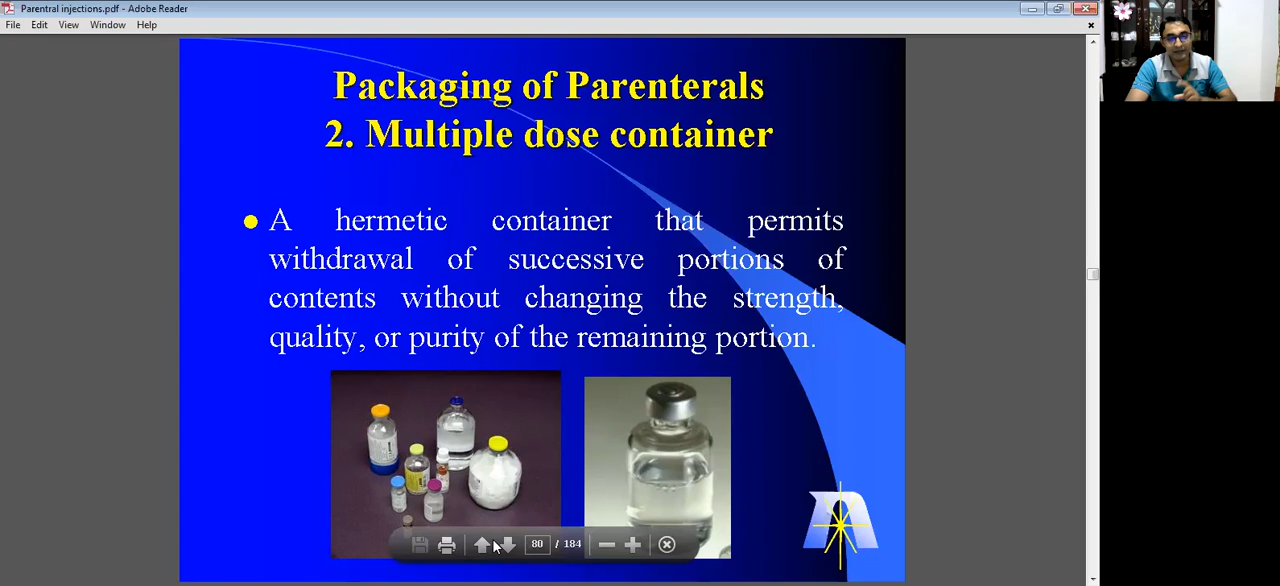 Parentral injections.pdf - Adobe Reader
File Edit View Window Help
Packaging of Parenterals
2. Multiple dose container
A hermetic container that permits
withdrawal of successive portions of
contents without changing the strength,
quality, or purity of the remaining portion.
80 / 184